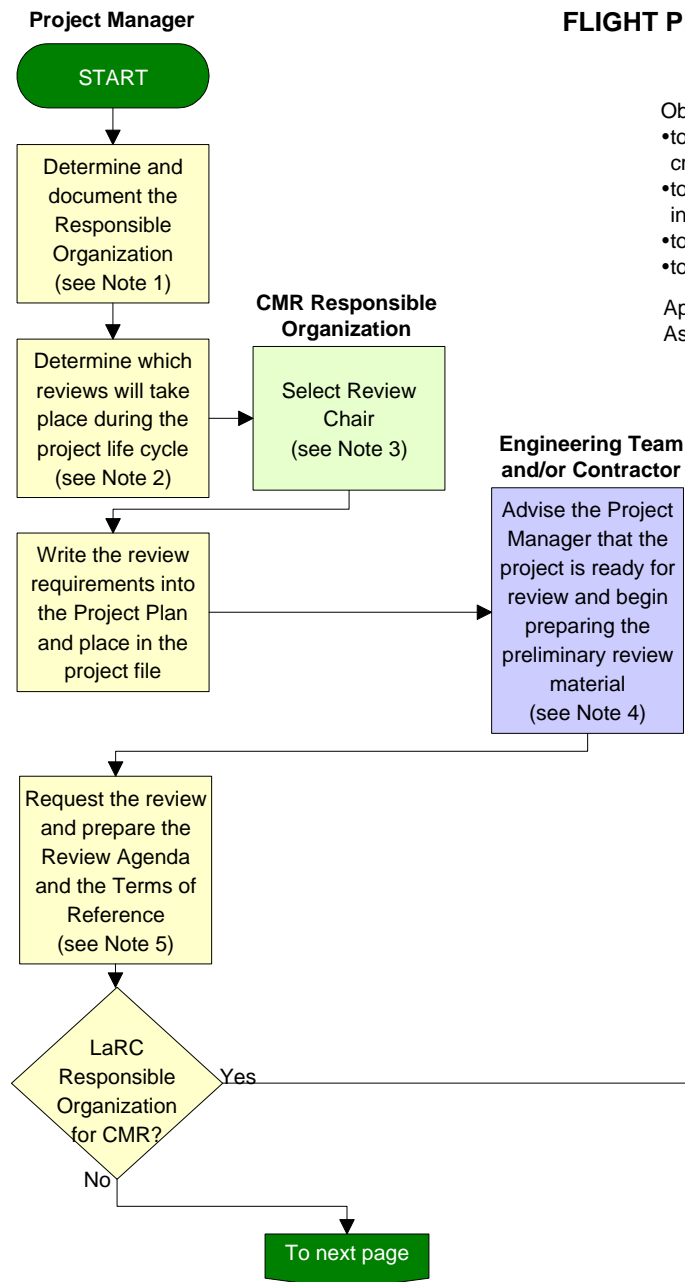 Project Manager
FLIGHT P
START
Ob
•to
cr
•to
in
•to
•to
Ap
As
Determine and
document the
Responsible
Organization
(see Note 1)
CMR Responsible
Organization
Determine which
reviews will take
place during the
project life cycle
(see Note 2)
Select Review
Chair
(see Note 3)
Engineering Team
and/or Contractor
Write the review
requirements into
the Project Plan
and place in the
project file
Advise the Project
Manager that the
project is ready for
review and begin
preparing the
preliminary review
material
(see Note 4)
Request the review
and prepare the
Review Agenda
and the Terms of
Reference
(see Note 5)
LaRC
Responsible
Organization
for CMR?
Yes
No
To next page